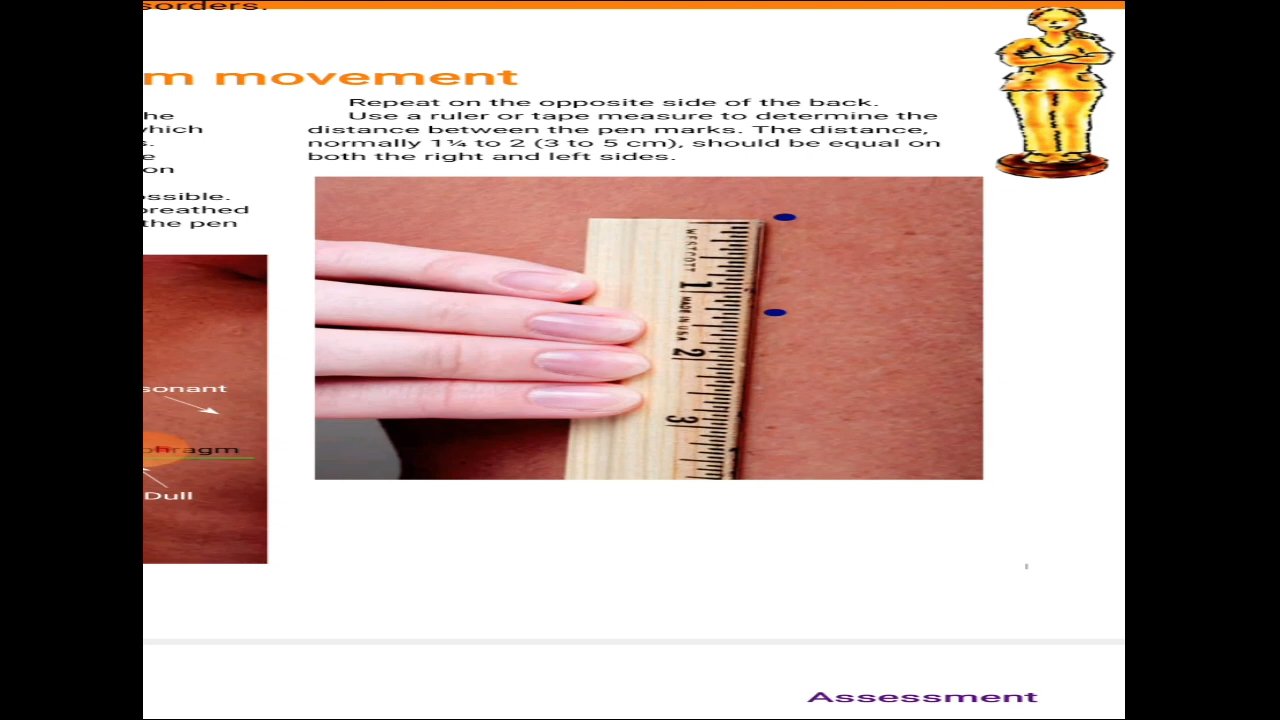 sorders.
m movement
he
which
s.
e
on
ossible.
breathed
the pen
sonant
phragm
Dull
Repeat on the opposite side of the back.
Use a ruler or tape measure to determine the
distance between the pen marks. The distance,
normally 1¼ to 2 (3 to 5 cm), should be equal on
both the right and left sides.
WESTCOTT
1
MADE IN USA
2
3
Assessment